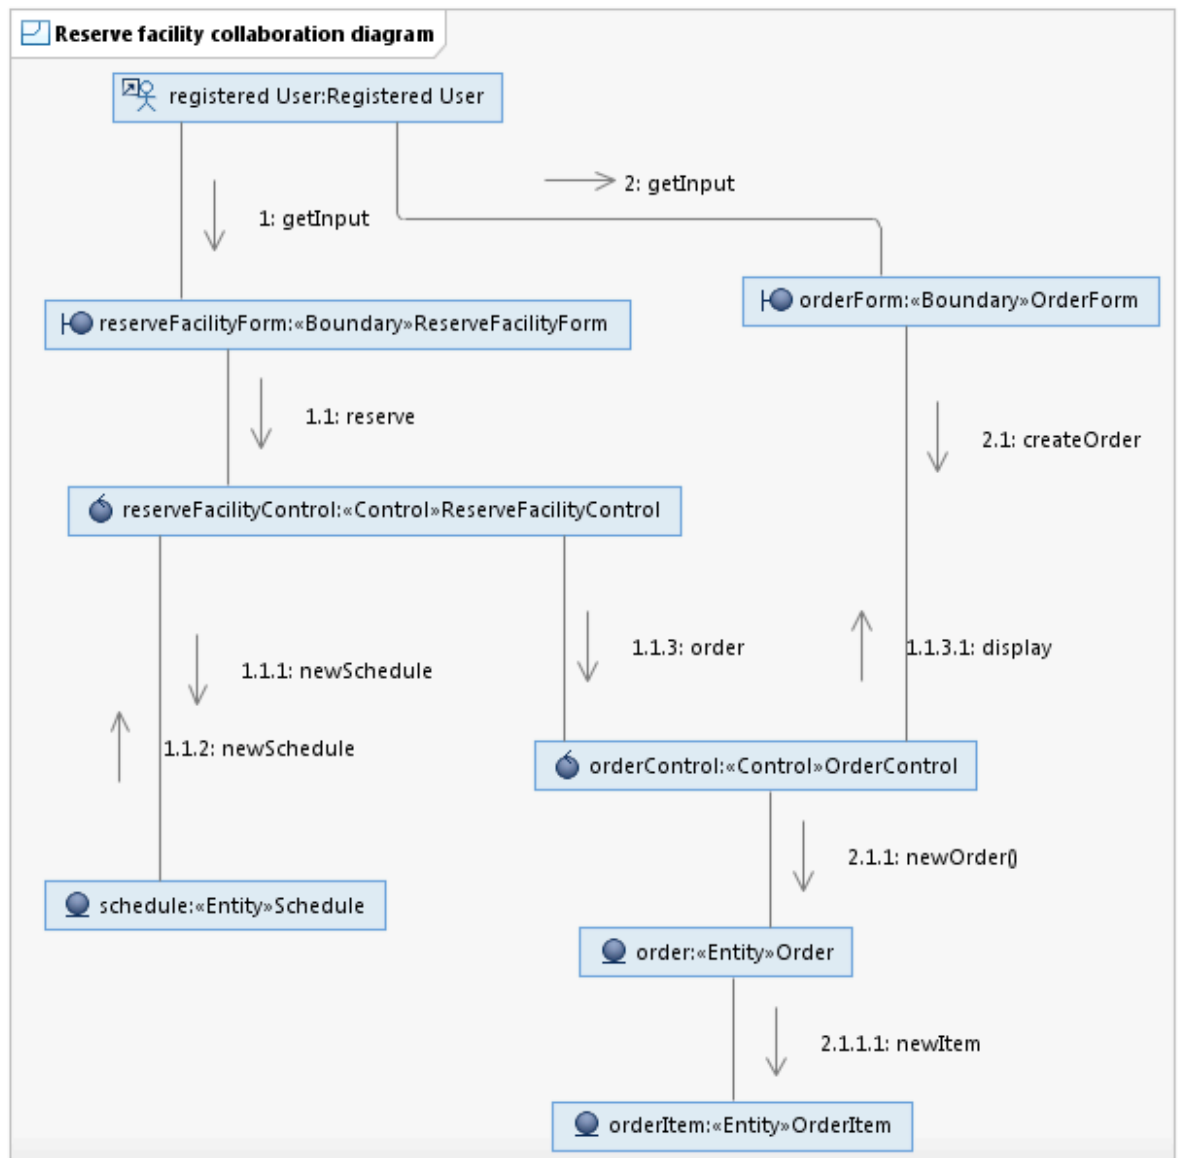 Reserve facility collaboration diagram
registered User:Registered User
2: getInput
1: getInput
orderForm:«Boundary»OrderForm
reserveFacilityForm:«Boundary»ReserveFacilityForm
1.1: reserve
2.1: createOrder
reserveFacilityControl:«Control»ReserveFacilityControl
1.1.3: order
1.1.3.1: display
1.1.1: newSchedule
1.1.2: newSchedule
orderControl:«Control»OrderControl
2.1.1: newOrder()
schedule:«Entity»Schedule
order:«Entity»Order
2.1.1.1: newItem
orderItem:«Entity»OrderItem